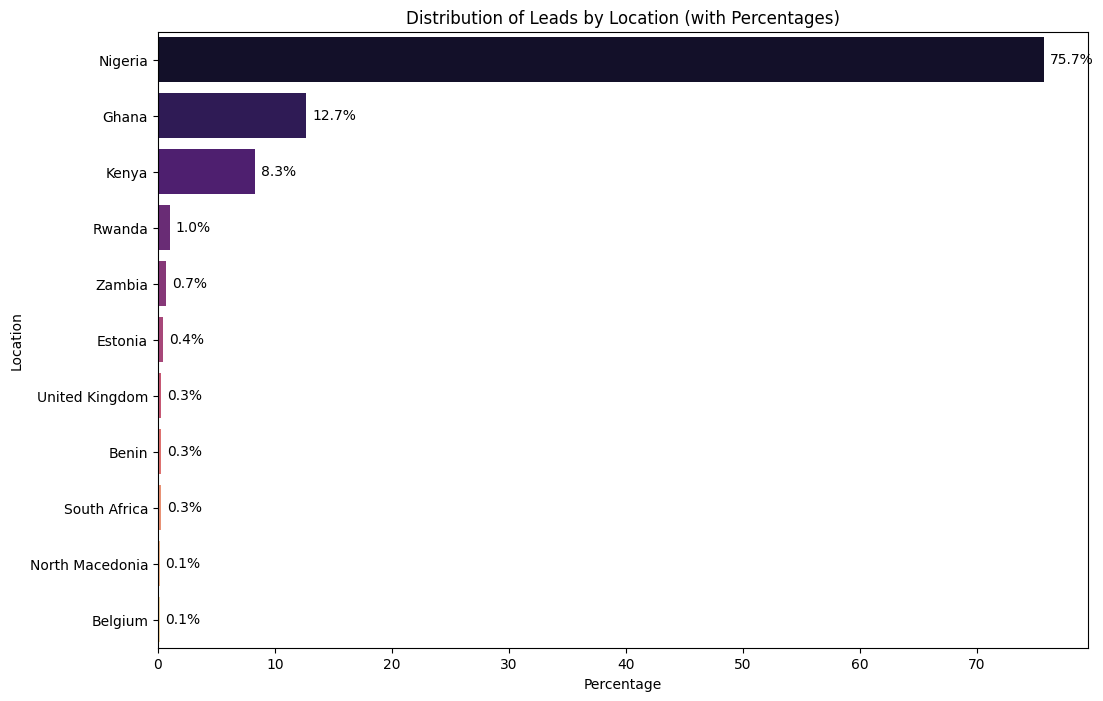 Distribution of Leads by Location (with Percentages)
Location
Nigeria 75.7%
Ghana 12.7%
Kenya 8.3%
Rwanda 1.0%
Zambia 0.7%
Estonia 0.4%
United Kingdom 0.3%
Benin 0.3%
South Africa 0.3%
North Macedonia 0.1%
Belgium 0.1%
0 10 20 30 40 50 60 70
Percentage